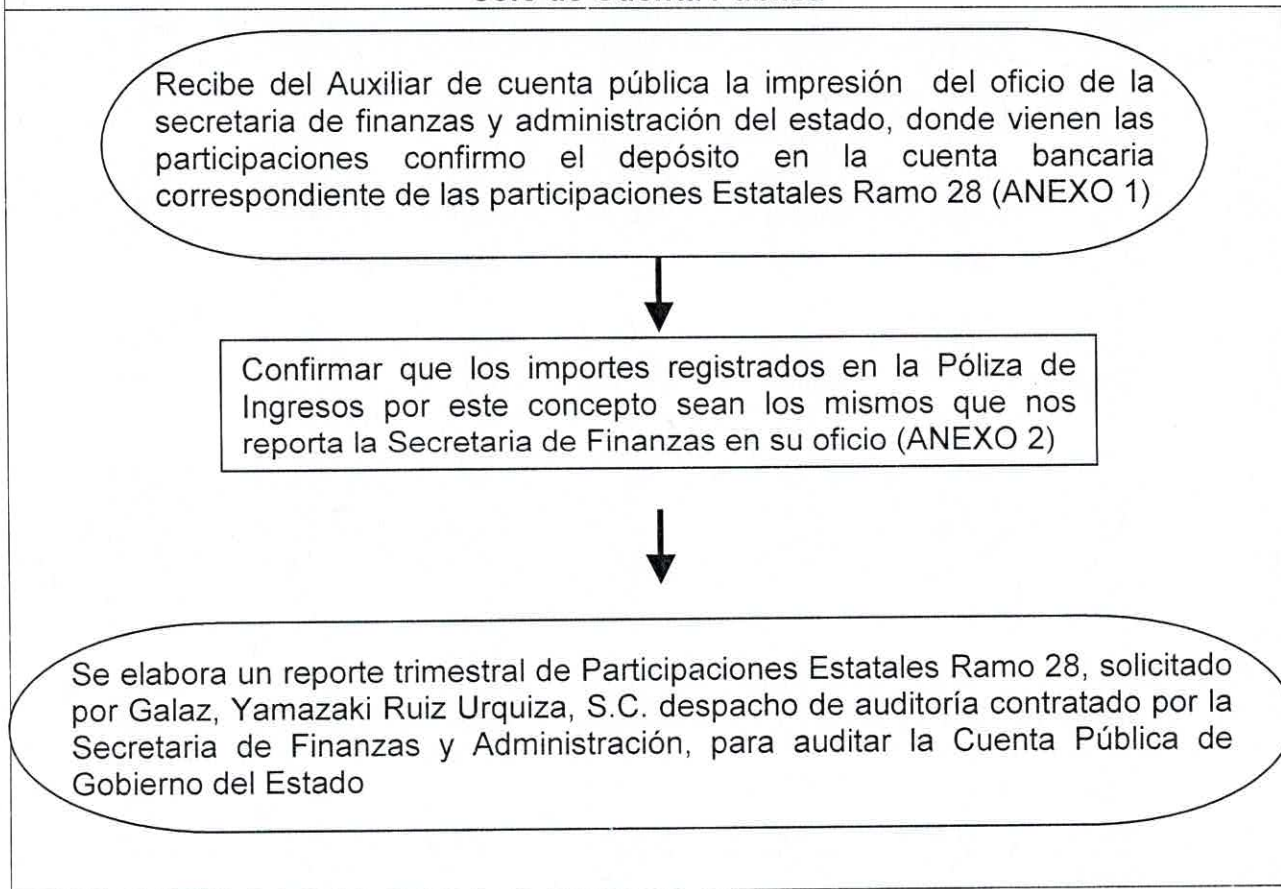 Recibe del Auxiliar de cuenta pública la impresión del oficio de la
secretaria de finanzas y administración del estado, donde vienen las
participaciones confirmo el depósito en la cuenta bancaria
correspondiente de las participaciones Estatales Ramo 28 (ANEXO 1)
Confirmar que los importes registrados en la Póliza de
Ingresos por este concepto sean los mismos que nos
reporta la Secretaria de Finanzas en su oficio (ANEXO 2)
Se elabora un reporte trimestral de Participaciones Estatales Ramo 28, solicitado
por Galaz, Yamazaki Ruiz Urquiza, S.C. despacho de auditoría contratado por la
Secretaria de Finanzas y Administración, para auditar la Cuenta Pública de
Gobierno del Estado